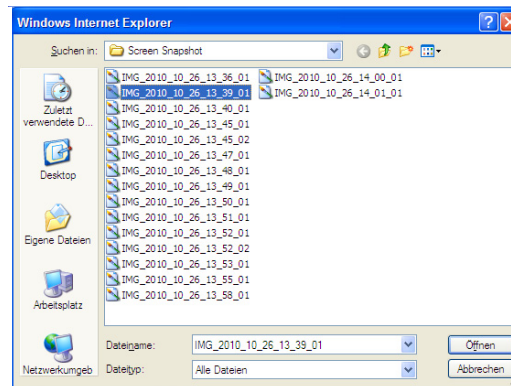 Windows Internet Explorer
Suchen in:
Screen Snapshot
Zuletzt
verwendete D...
Desktop
Eigene Dateien
Arbeitsplatz
Netzwerkumgeb
IMG_2010_10_26_13_36_01
IMG_2010_10_26_13_39_01
IMG_2010_10_26_13_40_01
IMG_2010_10_26_13_45_01
IMG_2010_10_26_13_45_02
IMG_2010_10_26_13_47_01
IMG_2010_10_26_13_48_01
IMG_2010_10_26_13_49_01
IMG_2010_10_26_13_50_01
IMG_2010_10_26_13_51_01
IMG_2010_10_26_13_52_01
IMG_2010_10_26_13_52_02
IMG_2010_10_26_13_53_01
IMG_2010_10_26_13_55_01
IMG_2010_10_26_13_58_01
IMG_2010_10_26_14_00_01
IMG_2010_10_26_14_01_01
Dateiname:
IMG_2010_10_26_13_39_01
Öffnen
Dateityp:
Alle Dateien
Abbrechen